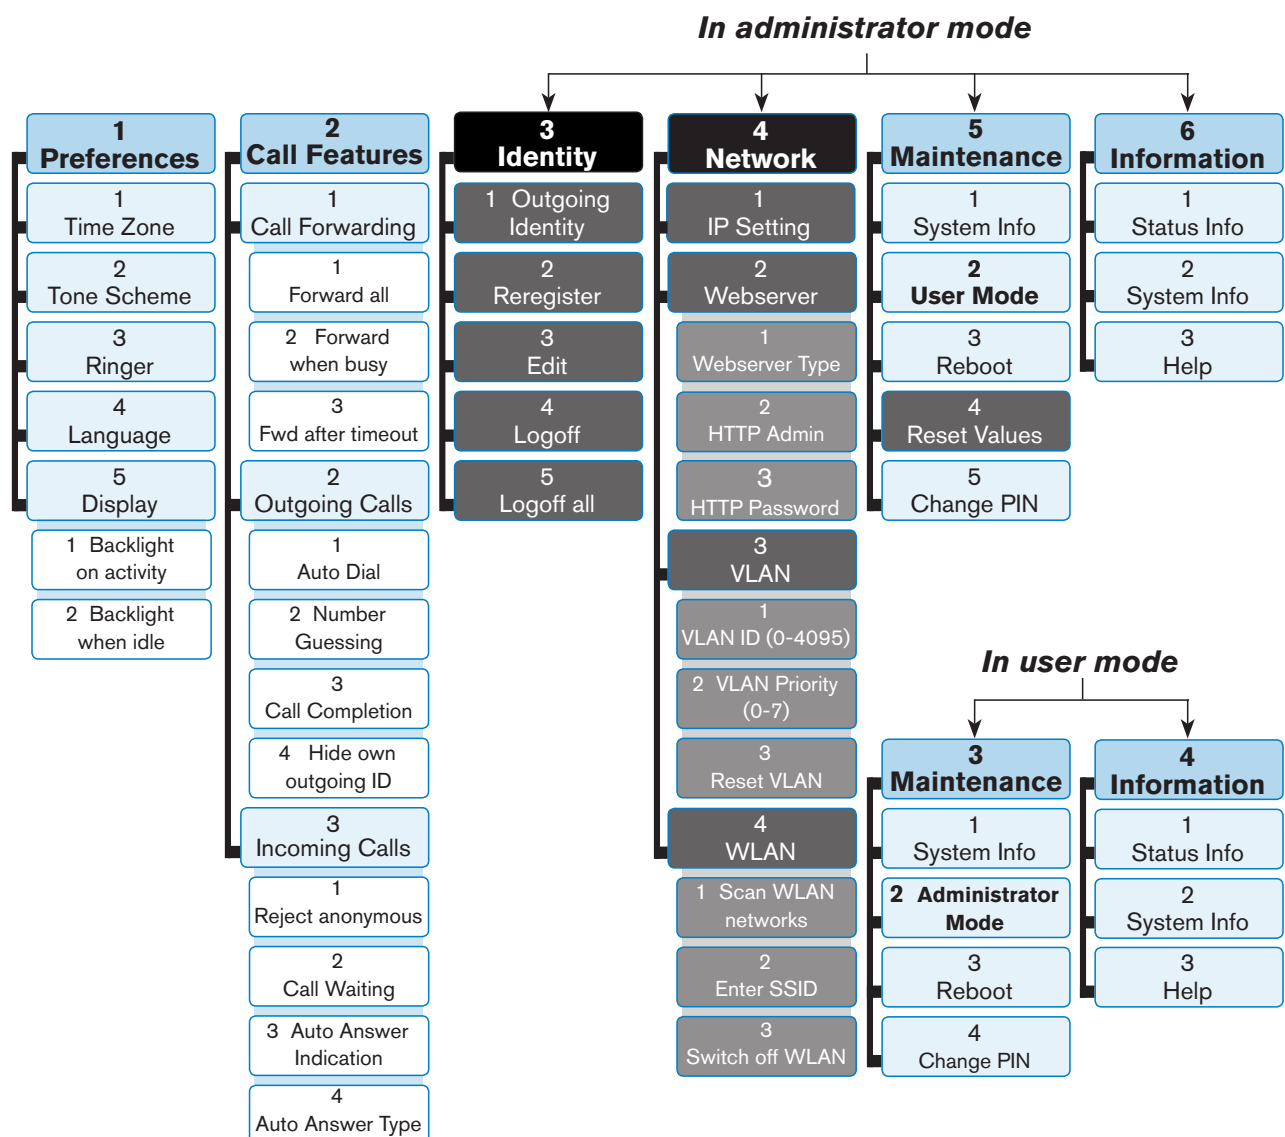 In administrator mode
1
Preferences
1
Time Zone
2
Tone Scheme
3
Ringer
4
Language
5
Display
1 Backlight
on activity
2 Backlight
when idle
2
Call Features
1
Call Forwarding
1
Forward all
2 Forward
when busy
3
Fwd after timeout
2
Outgoing Calls
1
Auto Dial
2 Number
Guessing
3
Call Completion
4 Hide own
outgoing ID
3
Incoming Calls
1
Reject anonymous
2
Call Waiting
3 Auto Answer
Indication
4
Auto Answer Type
3
Identity
1 Outgoing
Identity
2
Reregister
3
Edit
4
Logoff
5
Logoff all
4
Network
1
IP Setting
2
Webserver
1
Webserver Type
2
HTTP Admin
3
HTTP Password
3
VLAN
1
VLAN ID (0-4095)
2 VLAN Priority
(0-7)
3
Reset VLAN
4
WLAN
1 Scan WLAN
networks
2
Enter SSID
3
Switch off WLAN
5
Maintenance
1
System Info
2
User Mode
3
Reboot
4
Reset Values
5
Change PIN
6
Information
1
Status Info
2
System Info
3
Help
In user mode
3
Maintenance
1
System Info
2 Administrator
Mode
3
Reboot
4
Change PIN
4
Information
1
Status Info
2
System Info
3
Help